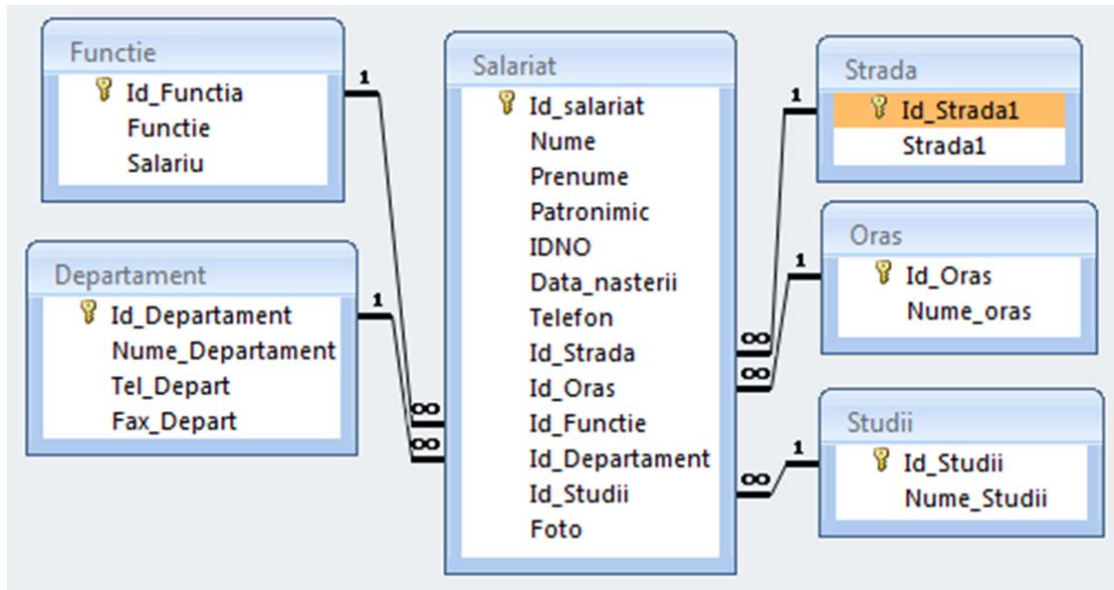 Functie
Id_Functia
Functie
Salariu
1
Departament
Id_Departament
Nume_Departament
Tel_Depart
Fax_Depart
1
Salariat
Id_salariat
Nume
Prenume
Patronimic
IDNO
Data_nasterii
Telefon
Id_Strada
Id_Oras
Id_Functie
Id_Departament
Id_Studii
Foto
∞
∞
∞
∞
∞
Strada
1
Id_Strada1
Strada1
Oras
1
Id_Oras
Nume_oras
Studii
1
Id_Studii
Nume_Studii